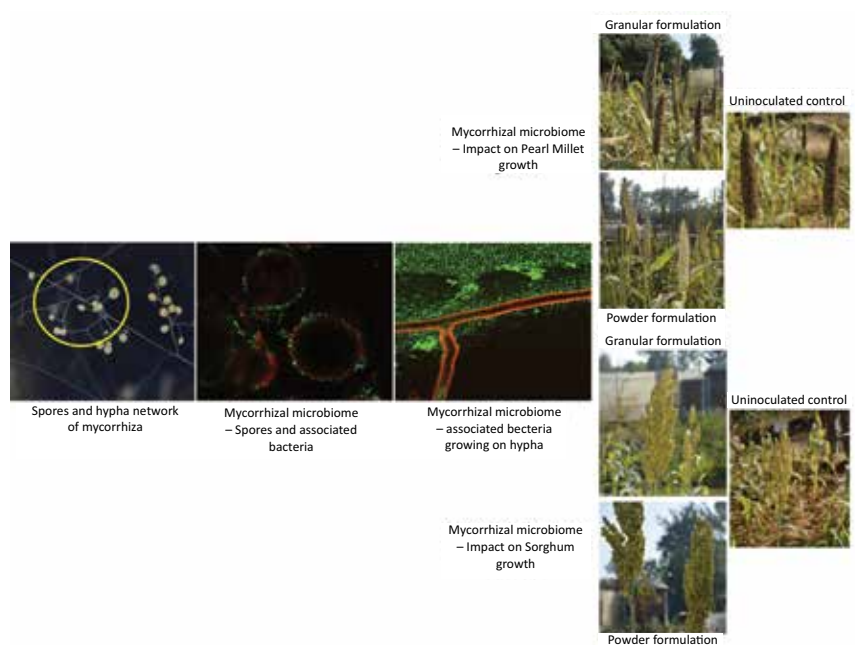 Granular formulation
Uninoculated control
Mycorrhizal microbiome
– Impact on Pearl Millet
growth
Powder formulation
Granular formulation
Uninoculated control
Spores and hypha network
of mycorrhiza
Mycorrhizal microbiome
– Spores and associated
bacteria
Mycorrhizal microbiome
– associated becteria
growing on hypha
Mycorrhizal microbiome
– Impact on Sorghum
growth
Powder formulation